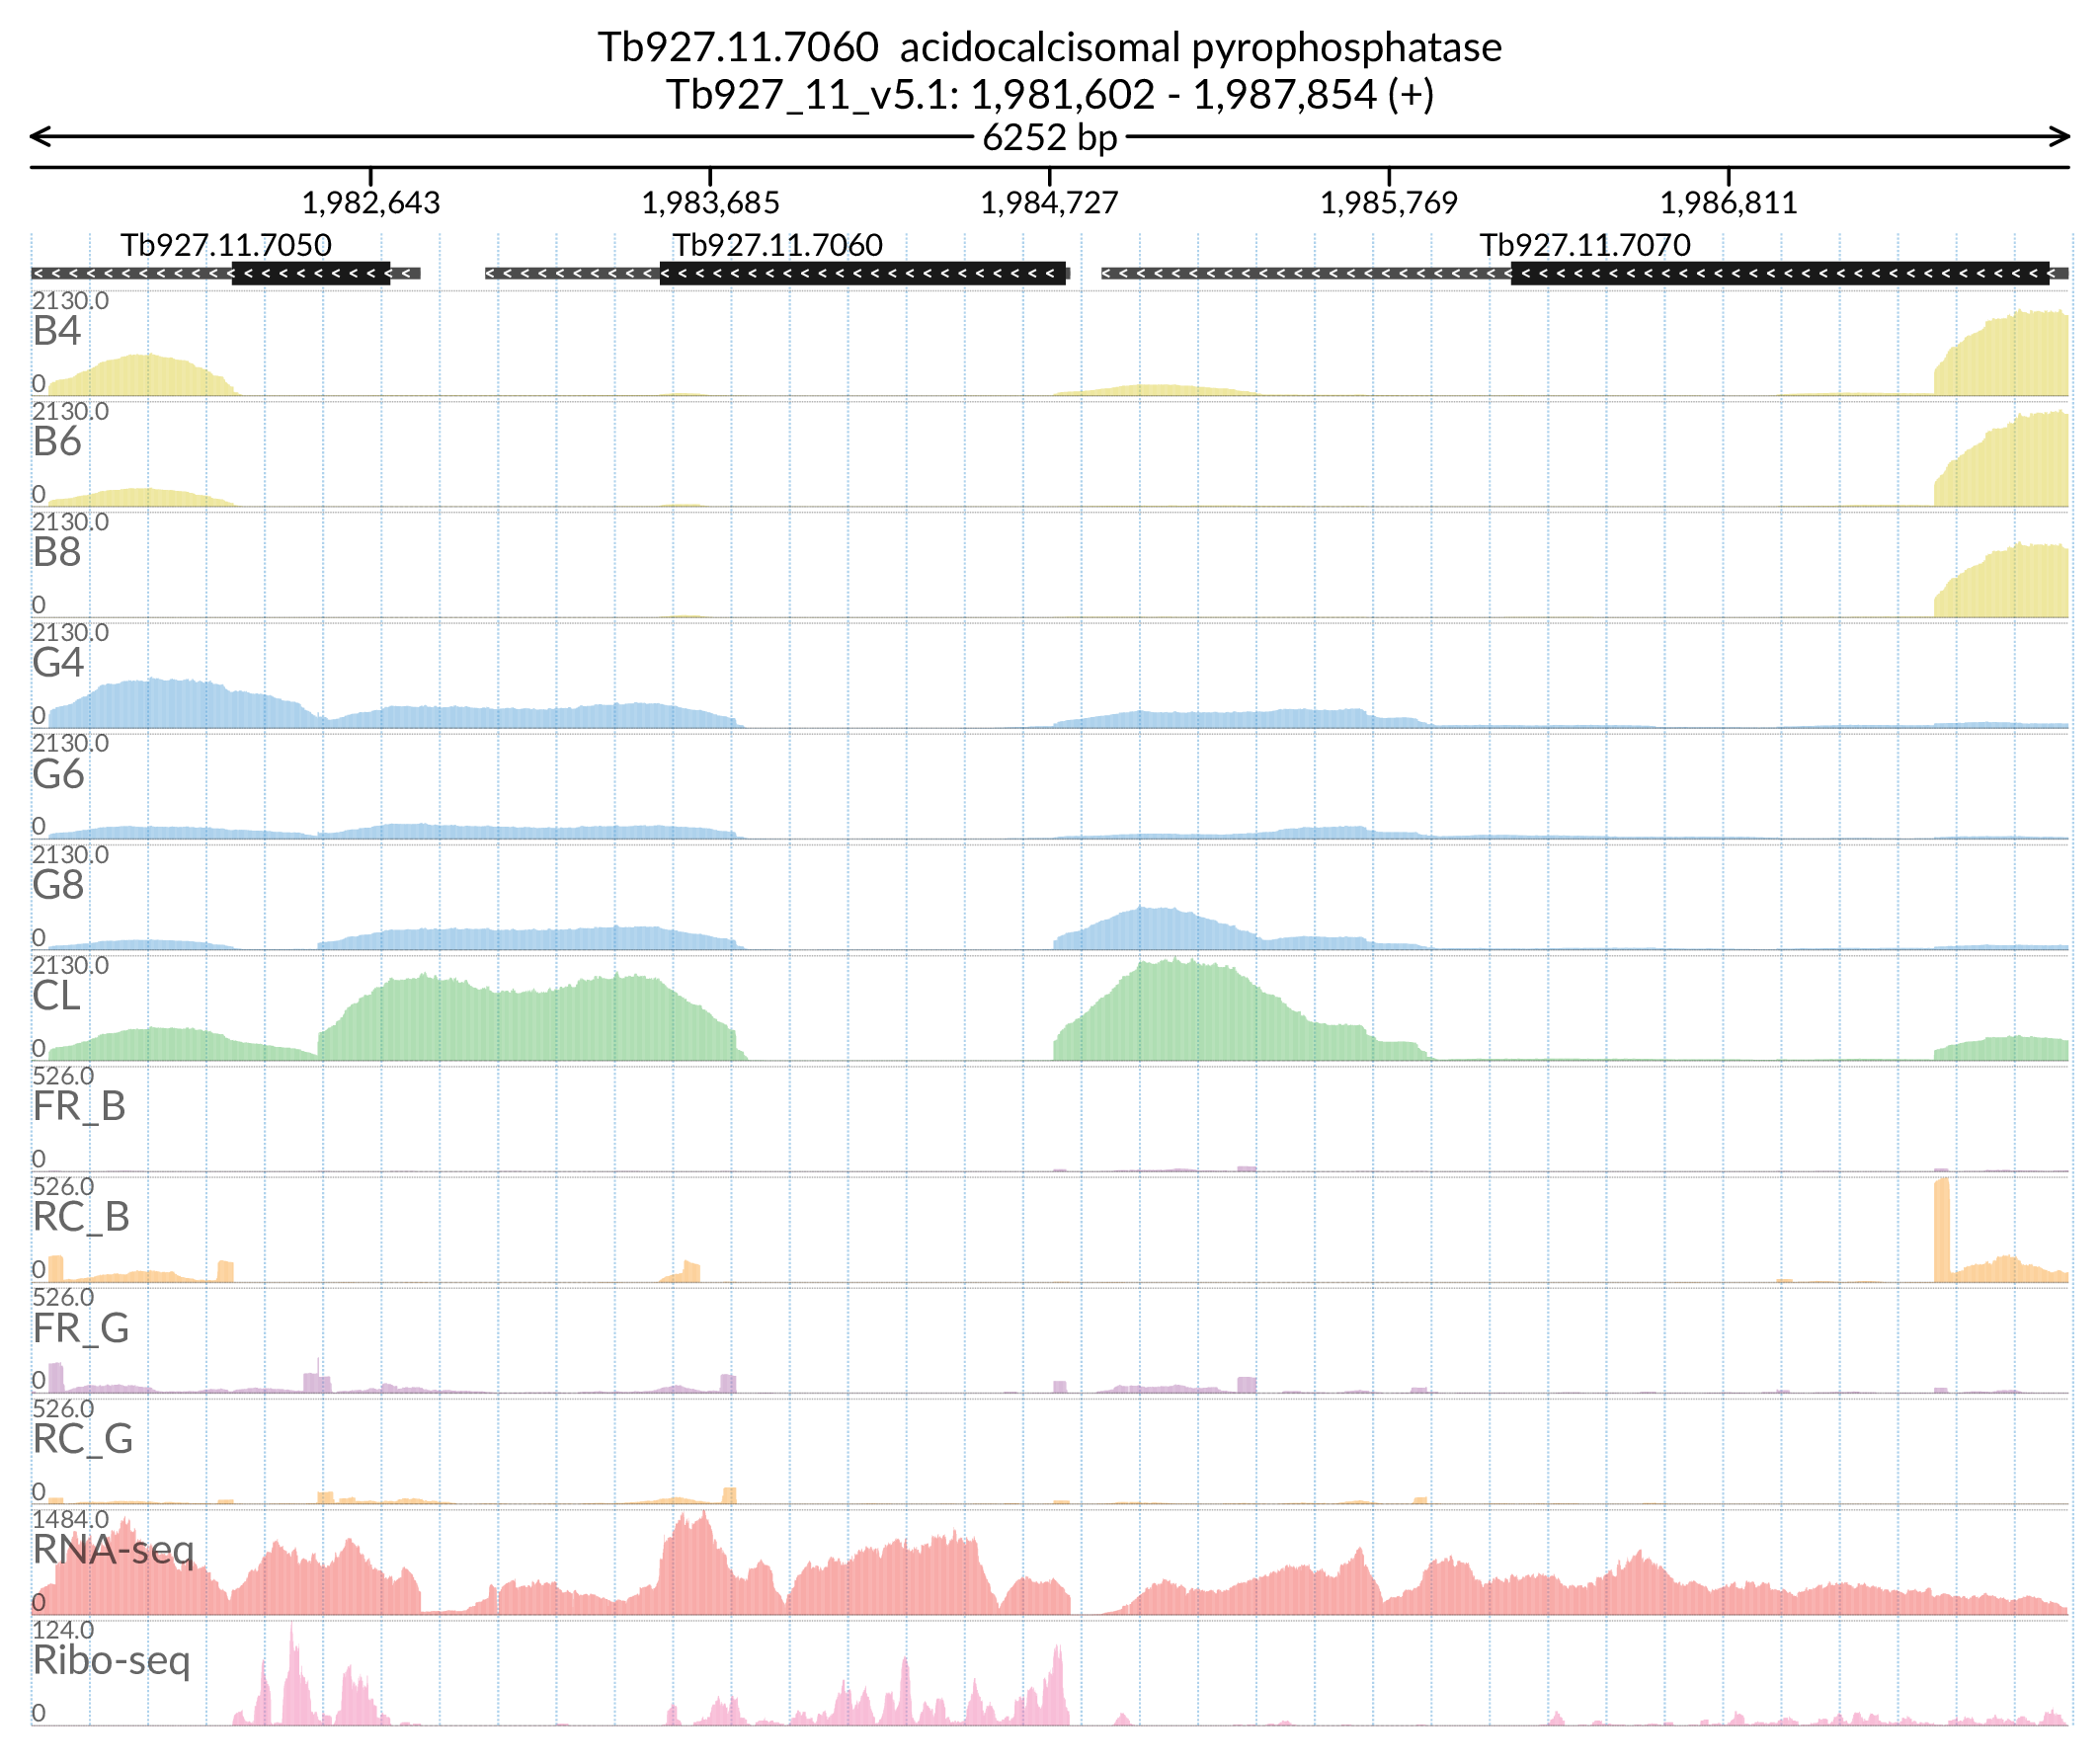 Tb927.11.7060  acidocalcisomal pyrophosphatase
Tb927_11_v5.1: 1,981,602 - 1,987,854 (+)
6252 bp
1,982,643 1,983,685 1,984,727 1,985,769 1,986,811
Tb927.11.7050 Tb927.11.7060 Tb927.11.7070
2130.0
B4
0
2130.0
B6
0
2130.0
B8
0
2130.0
G4
0
2130.0
G6
0
2130.0
G8
0
2130.0
CL
0
526.0
FR_B
0
526.0
RC_B
0
526.0
FR_G
0
526.0
RC_G
0
1484.0
RNA-seq
0
124.0
Ribo-seq
0